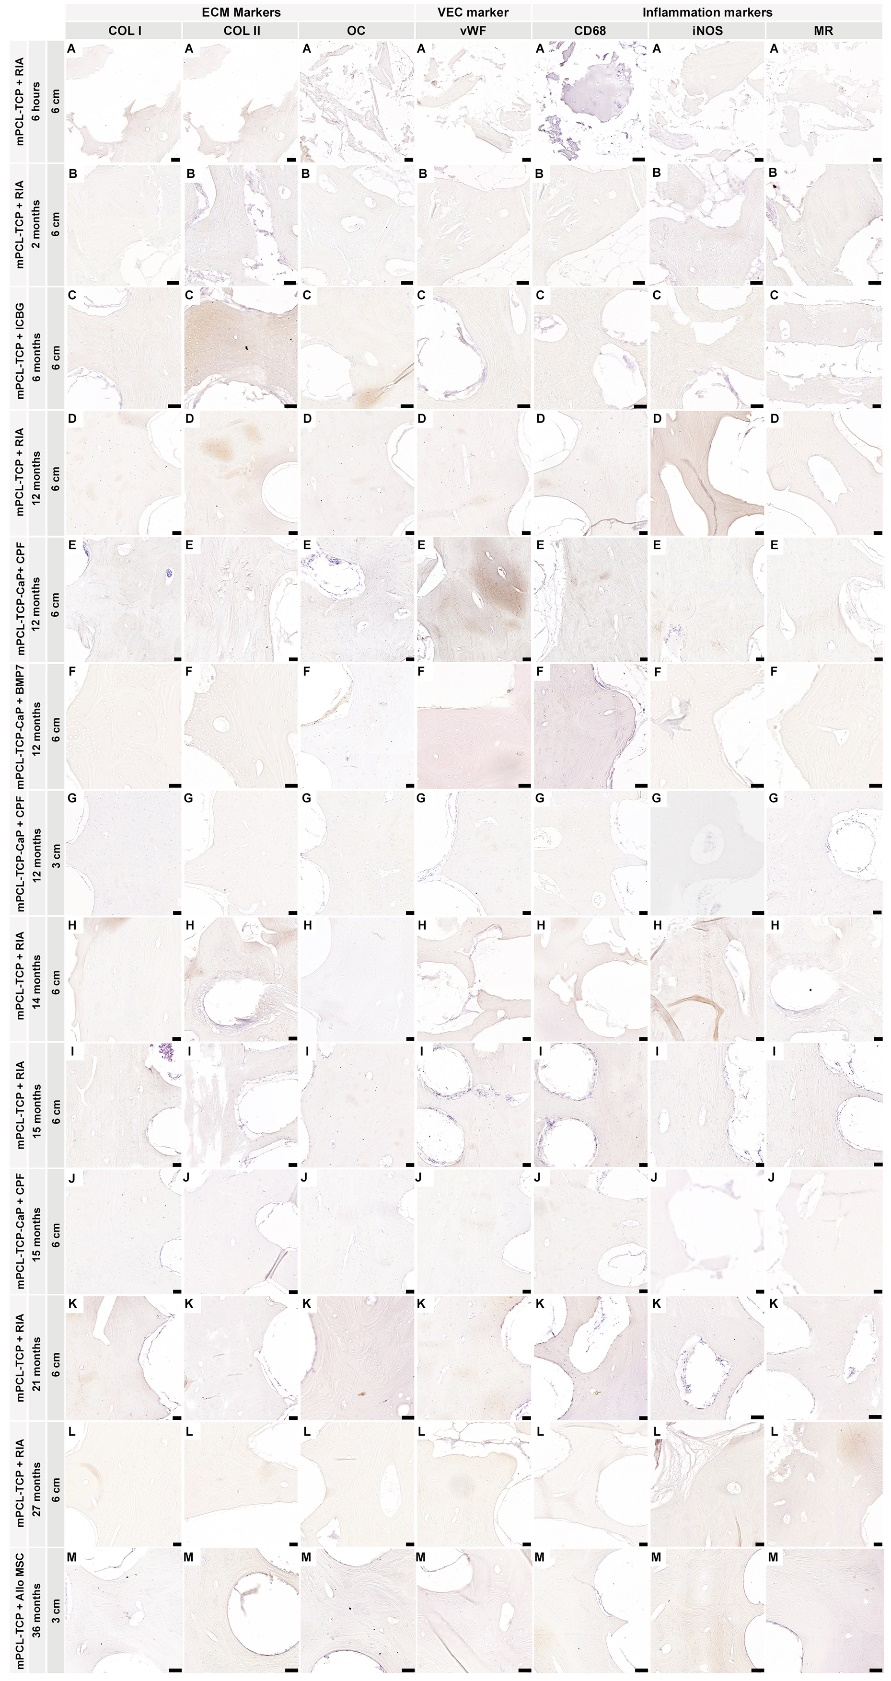 ECM Markers VEC marker Inflammation markers
COL I COL II OC vWF CD68 iNOS MR
mPCL-TCP + RIA 6 hours 6 cm A A A A A A A
mPCL-TCP + RIA 2 months 6 cm B B B B B B B
mPCL-TCP + ICBG 6 months 6 cm C C C C C C C
mPCL-TCP + RIA 12 months 6 cm D D D D D D D
mPCL-TCP-CaP+ CPF 12 months 6 cm E E E E E E E
mPCL-TCP-CaP + BMP7 12 months 6 cm F F F F F F F
mPCL-TCP-CaP + CPF 12 months 3 cm G G G G G G G
mPCL-TCP + RIA 14 months 6 cm H H H H H H H
mPCL-TCP + RIA 15 months 6 cm I I I I I I I
mPCL-TCP-CaP + CPF 15 months 6 cm J J J J J J J
mPCL-TCP + RIA 21 months 6 cm K K K K K K K
mPCL-TCP + RIA 27 months 6 cm L L L L L L L
mPCL-TCP + Allo MSC 36 months 3 cm M M M M M M M